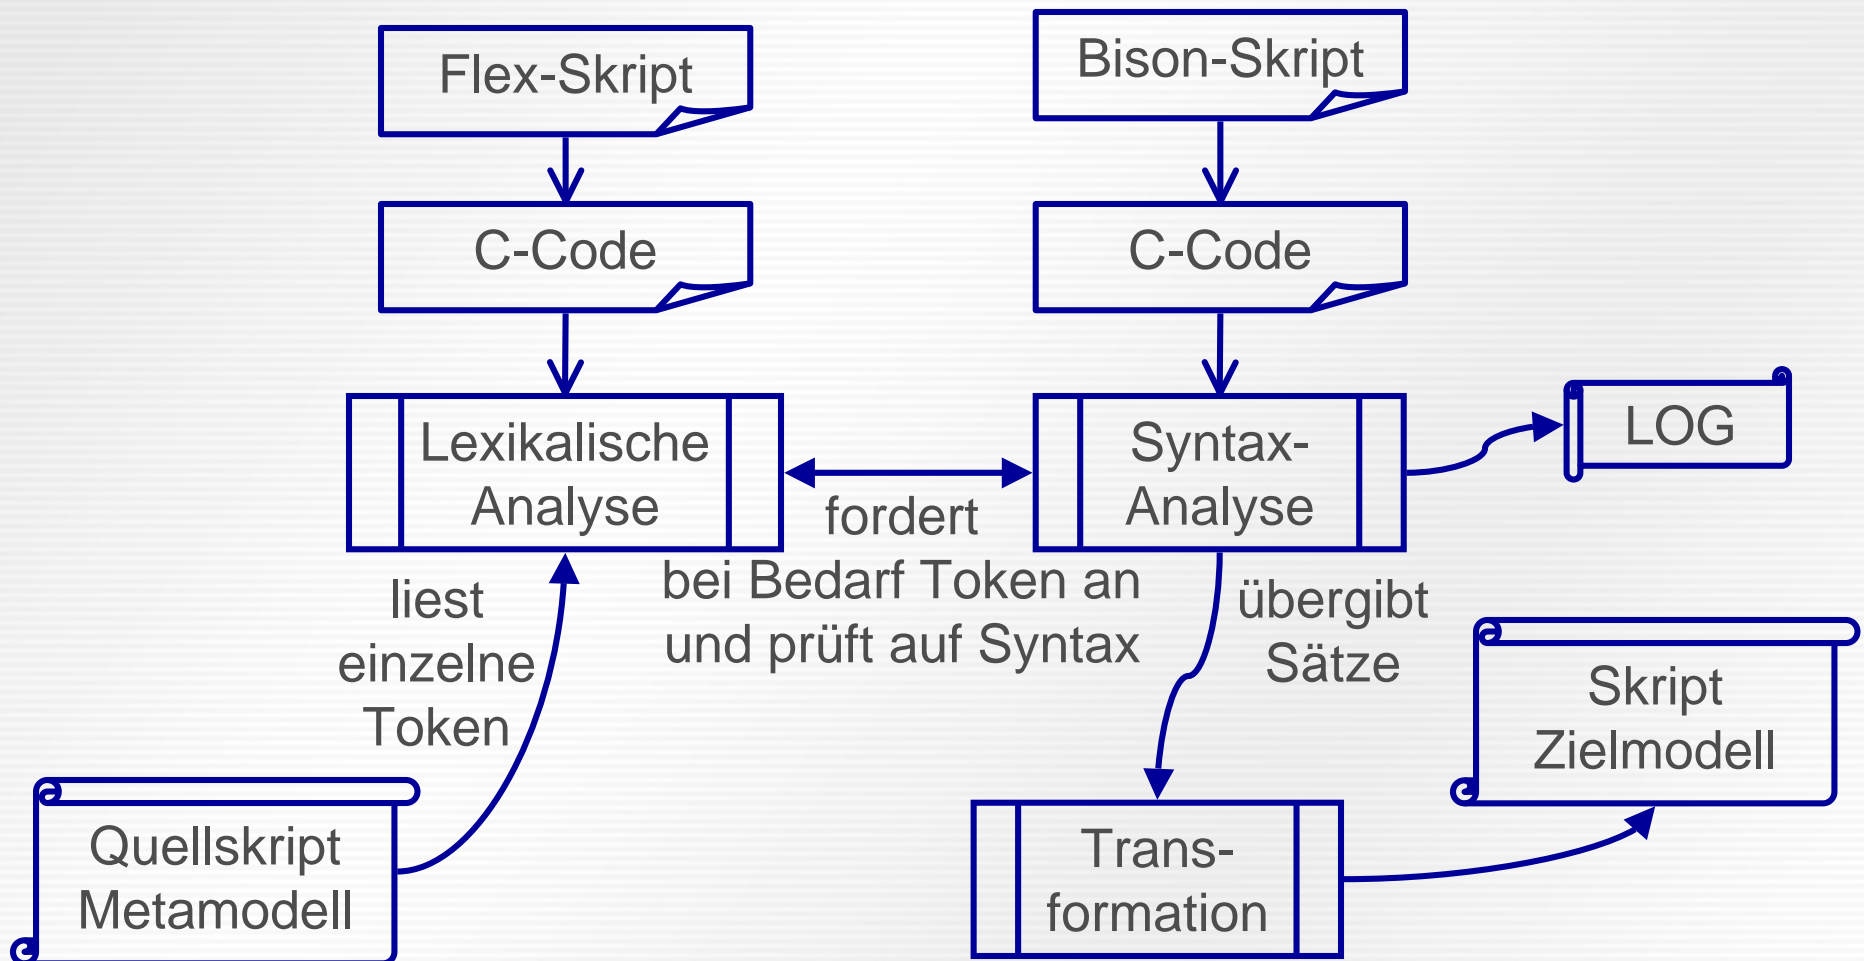 Flex-Skript
Bison-Skript
C-Code
C-Code
Lexikalische
Analyse
Syntax-
Analyse
LOG
fordert
bei Bedarf Token an
und prüft auf Syntax
liest
einzelne
Token
übergibt
Sätze
Skript
Zielmodell
Quellskript
Metamodell
Trans-
formation